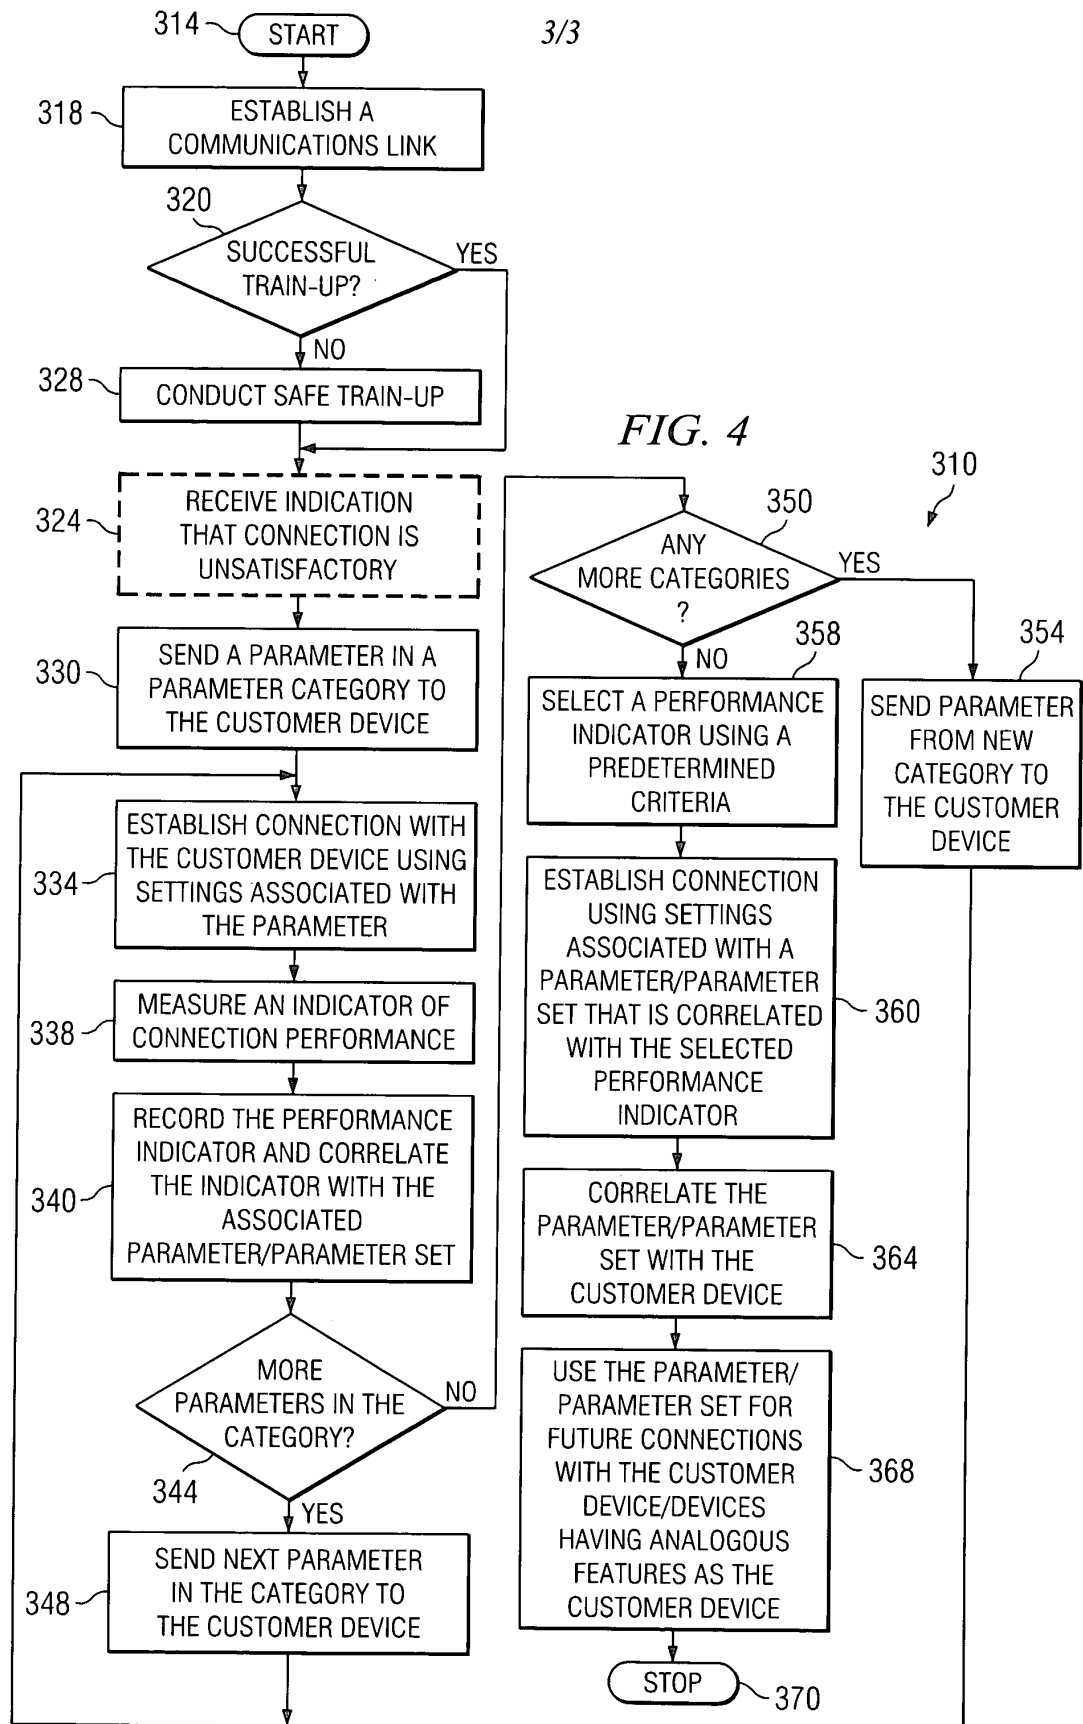 314
START
3/3
318
ESTABLISH A
COMMUNICATIONS LINK
320
SUCCESSFUL
TRAIN-UP?
YES
NO
328
CONDUCT SAFE TRAIN-UP
324
RECEIVE INDICATION
THAT CONNECTION IS
UNSATISFACTORY
330
SEND A PARAMETER IN A
PARAMETER CATEGORY TO
THE CUSTOMER DEVICE
334
ESTABLISH CONNECTION WITH
THE CUSTOMER DEVICE USING
SETTINGS ASSOCIATED WITH
THE PARAMETER
338
MEASURE AN INDICATOR OF
CONNECTION PERFORMANCE
340
RECORD THE PERFORMANCE
INDICATOR AND CORRELATE
THE INDICATOR WITH THE
ASSOCIATED
PARAMETER/PARAMETER SET
MORE
PARAMETERS IN THE
CATEGORY?
NO
344
YES
348
SEND NEXT PARAMETER
IN THE CATEGORY TO
THE CUSTOMER DEVICE
FIG. 4
310
350
ANY
MORE CATEGORIES
?
YES
NO
358
354
SELECT A PERFORMANCE
INDICATOR USING A
PREDETERMINED
CRITERIA
SEND PARAMETER
FROM NEW
CATEGORY TO
THE CUSTOMER
DEVICE
ESTABLISH CONNECTION
USING SETTINGS
ASSOCIATED WITH A
PARAMETER/PARAMETER
SET THAT IS CORRELATED
WITH THE SELECTED
PERFORMANCE
INDICATOR
360
CORRELATE THE
PARAMETER/PARAMETER
SET WITH THE
CUSTOMER DEVICE
364
USE THE PARAMETER/
PARAMETER SET FOR
FUTURE CONNECTIONS
WITH THE CUSTOMER
DEVICE/DEVICES
HAVING ANALOGOUS
FEATURES AS THE
CUSTOMER DEVICE
368
STOP
370